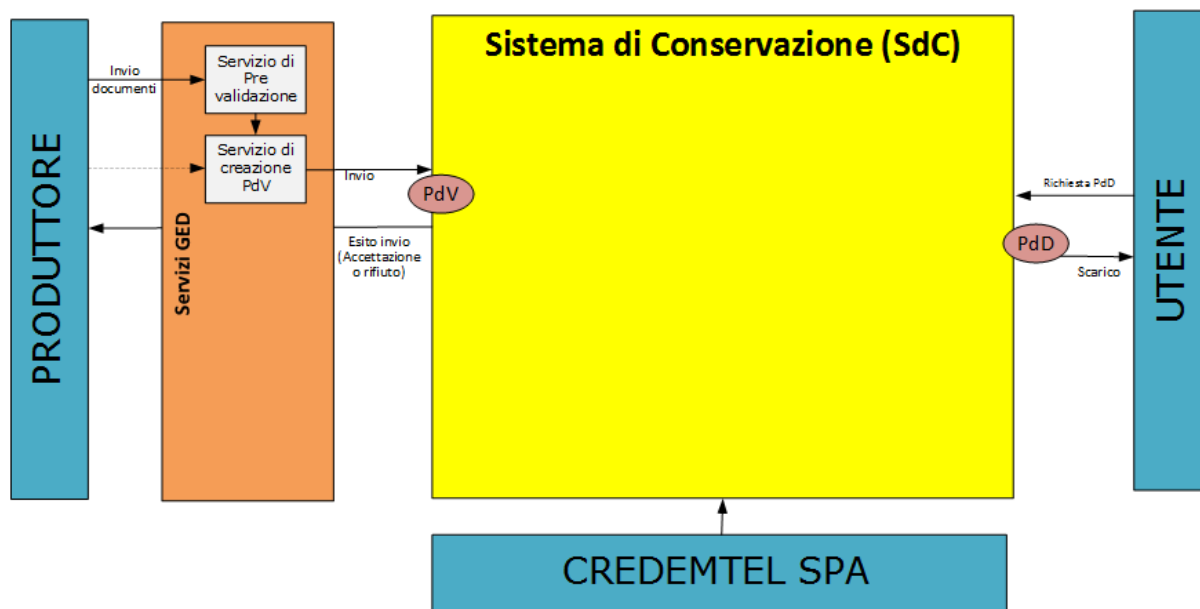 Sistema di Conservazione (SdC)
PRODUTTORE
Invio
documenti
Servizi GED
Servizio di
Pre
validazione
Servizio di
creazione
PdV
Invio
PdV
Esito invio
(Accettazione
o rifiuto)
Richiesta PdD
PdD
Scarico
UTENTE
CREDEMTEL SPA